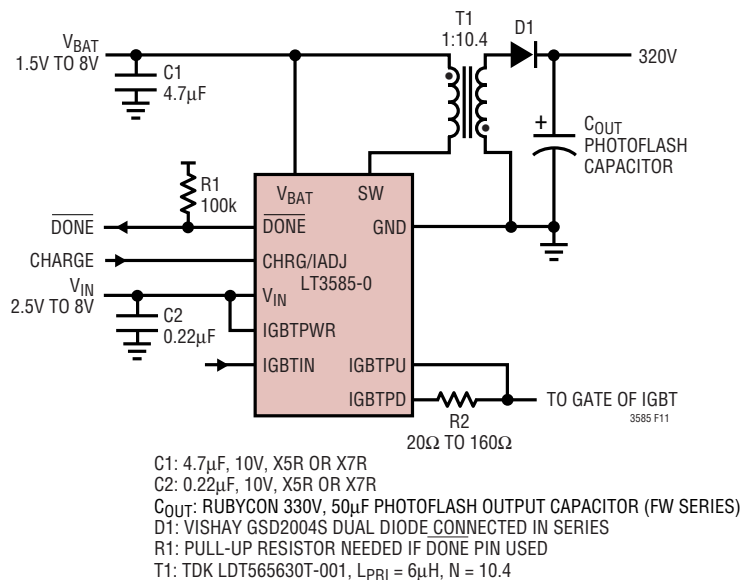 T1
1:10.4
D1
VBAT
1.5V TO 8V
C1
4.7µF
320V
+
COUT
PHOTOFLASH
CAPACITOR
R1
100k
VBAT
SW
DONE
DONE
GND
CHARGE
CHRG/IADJ
LT3585-0
VIN
2.5V TO 8V
VIN
C2
0.22µF
IGBTPWR
IGBTIN
IGBTPU
IGBTPD
TO GATE OF IGBT
R2
20Ω TO 160Ω
3585 F11
C1: 4.7µF, 10V, X5R OR X7R
C2: 0.22µF, 10V, X5R OR X7R
COUT: RUBYCON 330V, 50µF PHOTOFLASH OUTPUT CAPACITOR (FW SERIES)
D1: VISHAY GSD2004S DUAL DIODE CONNECTED IN SERIES
R1: PULL-UP RESISTOR NEEDED IF DONE PIN USED
T1: TDK LDT565630T-001, LPRI = 6µH, N = 10.4